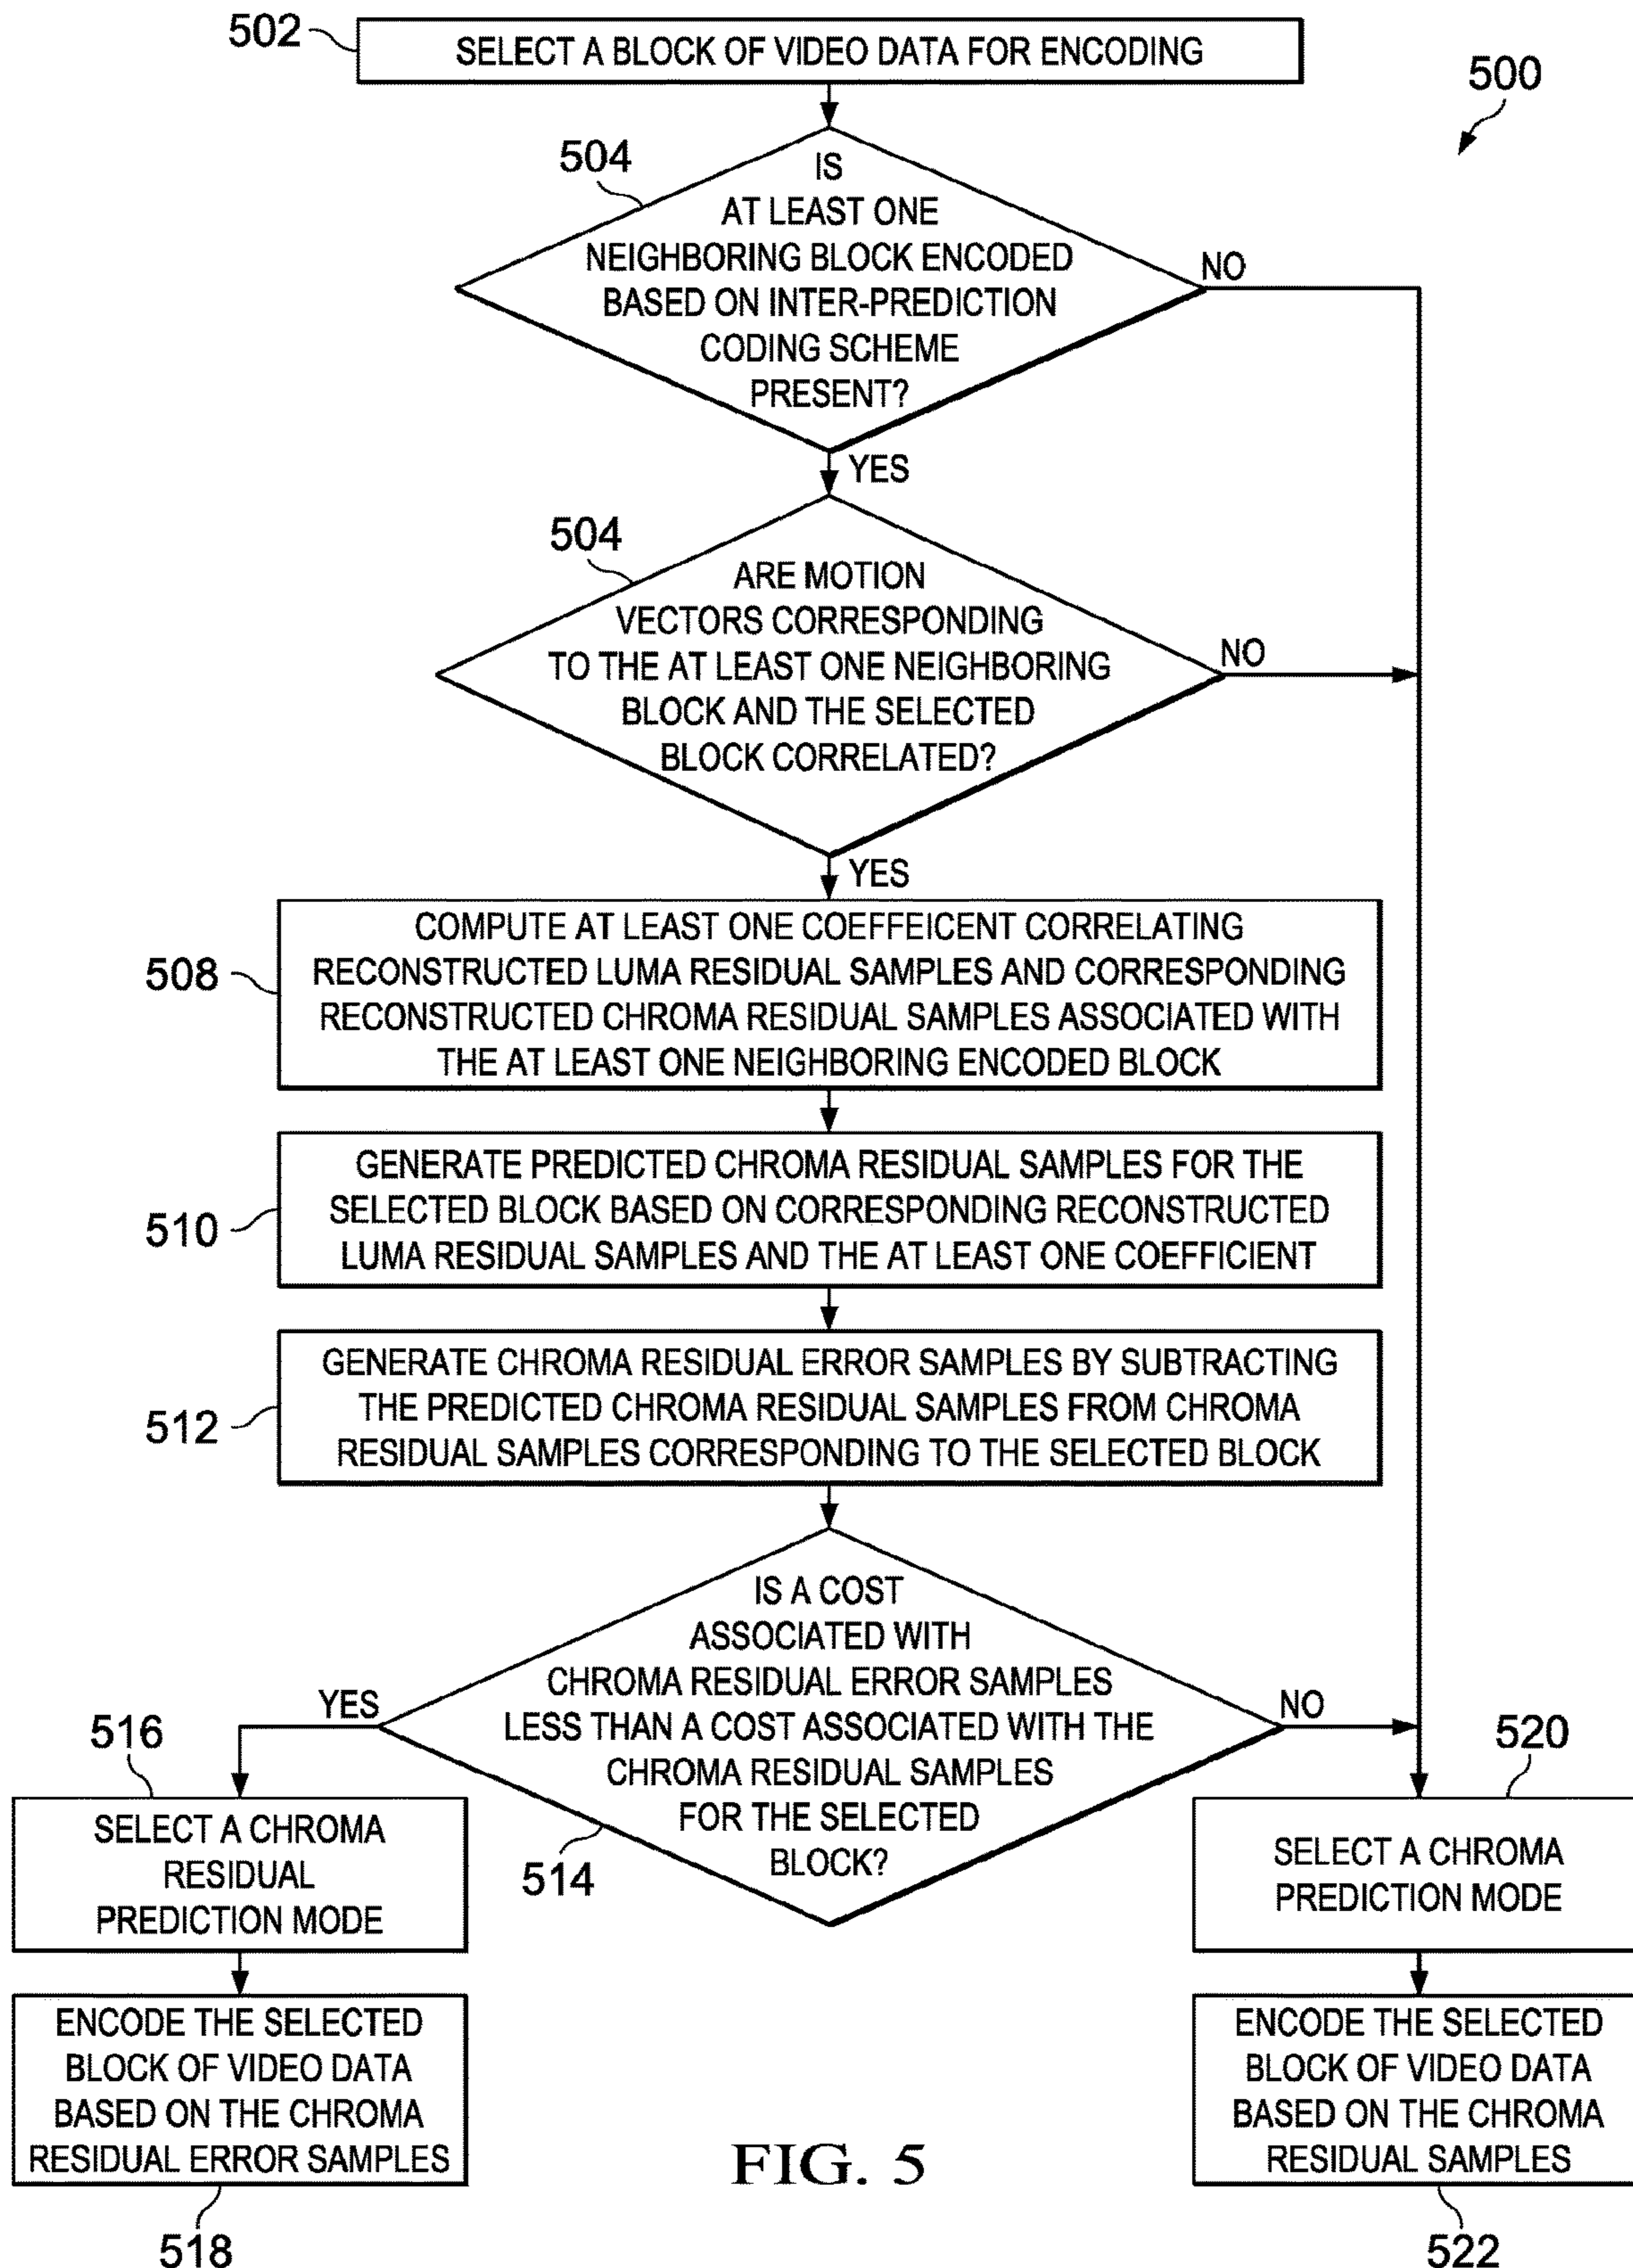 502
SELECT A BLOCK OF VIDEO DATA FOR ENCODING
500
504
IS
AT LEAST ONE
NEIGHBORING BLOCK ENCODED
BASED ON INTER-PREDICTION
CODING SCHEME
PRESENT?
NO
YES
504
ARE MOTION
VECTORS CORRESPONDING
TO THE AT LEAST ONE NEIGHBORING
BLOCK AND THE SELECTED
BLOCK CORRELATED?
NO
YES
508
COMPUTE AT LEAST ONE COEFFEICENT CORRELATING
RECONSTRUCTED LUMA RESIDUAL SAMPLES AND CORRESPONDING
RECONSTRUCTED CHROMA RESIDUAL SAMPLES ASSOCIATED WITH
THE AT LEAST ONE NEIGHBORING ENCODED BLOCK
510
GENERATE PREDICTED CHROMA RESIDUAL SAMPLES FOR THE
SELECTED BLOCK BASED ON CORRESPONDING RECONSTRUCTED
LUMA RESIDUAL SAMPLES AND THE AT LEAST ONE COEFFICIENT
512
GENERATE CHROMA RESIDUAL ERROR SAMPLES BY SUBTRACTING
THE PREDICTED CHROMA RESIDUAL SAMPLES FROM CHROMA
RESIDUAL SAMPLES CORRESPONDING TO THE SELECTED BLOCK
IS A COST
ASSOCIATED WITH
CHROMA RESIDUAL ERROR SAMPLES
LESS THAN A COST ASSOCIATED WITH THE
CHROMA RESIDUAL SAMPLES
FOR THE SELECTED
BLOCK?
514
YES
NO
516
SELECT A CHROMA
RESIDUAL
PREDICTION MODE
520
SELECT A CHROMA
PREDICTION MODE
ENCODE THE SELECTED
BLOCK OF VIDEO DATA
BASED ON THE CHROMA
RESIDUAL ERROR SAMPLES
518
ENCODE THE SELECTED
BLOCK OF VIDEO DATA
BASED ON THE CHROMA
RESIDUAL SAMPLES
522
FIG. 5